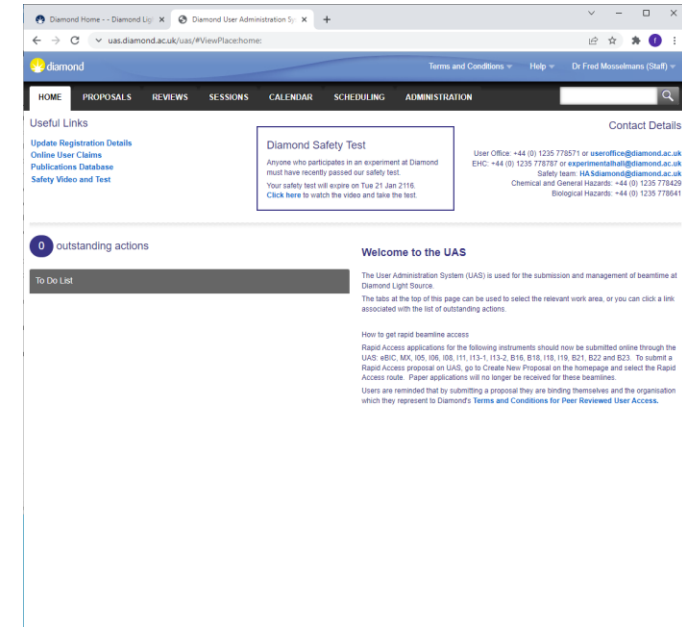 Diamond Home - - Diamond Lig
Diamond User Administration Sy
uas.diamond.ac.uk/uas/#ViewPlace:home:
f
diamond
Terms and Conditions
Help
Dr Fred Mosselmans (Staff)
HOME PROPOSALS REVIEWS SESSIONS CALENDAR SCHEDULING ADMINISTRATION
Useful Links
Update Registration Details
Online User Claims
Publications Database
Safety Video and Test
Diamond Safety Test
Anyone who participates in an experiment at Diamond
must have recently passed our safety test.
Your safety test will expire on Tue 21 Jan 2116.
Click here to watch the video and take the test.
Contact Details
User Office: +44 (0) 1235 778571 or useroffice@diamond.ac.uk
EHC: +44 (0) 1235 778787 or experimentalhall@diamond.ac.uk
Safety team: HASdiamond@diamond.ac.uk
Chemical and General Hazards: +44 (0) 1235 778429
Biological Hazards: +44 (0) 1235 778641
0 outstanding actions
To Do List
Welcome to the UAS
The User Administration System (UAS) is used for the submission and management of beamtime at
Diamond Light Source.
The tabs at the top of this page can be used to select the relevant work area, or you can click a link
associated with the list of outstanding actions.
How to get rapid beamline access
Rapid Access applications for the following instruments should now be submitted online through the
UAS: eBIC, MX, I05, I06, I08, I11, I13-1, I13-2, B16, B18, I18, I19, B21, B22 and B23. To submit a
Rapid Access proposal on UAS, go to Create New Proposal on the homepage and select the Rapid
Access route. Paper applications will no longer be received for these beamlines.
Users are reminded that by submitting a proposal they are binding themselves and the organisation
which they represent to Diamond's Terms and Conditions for Peer Reviewed User Access.